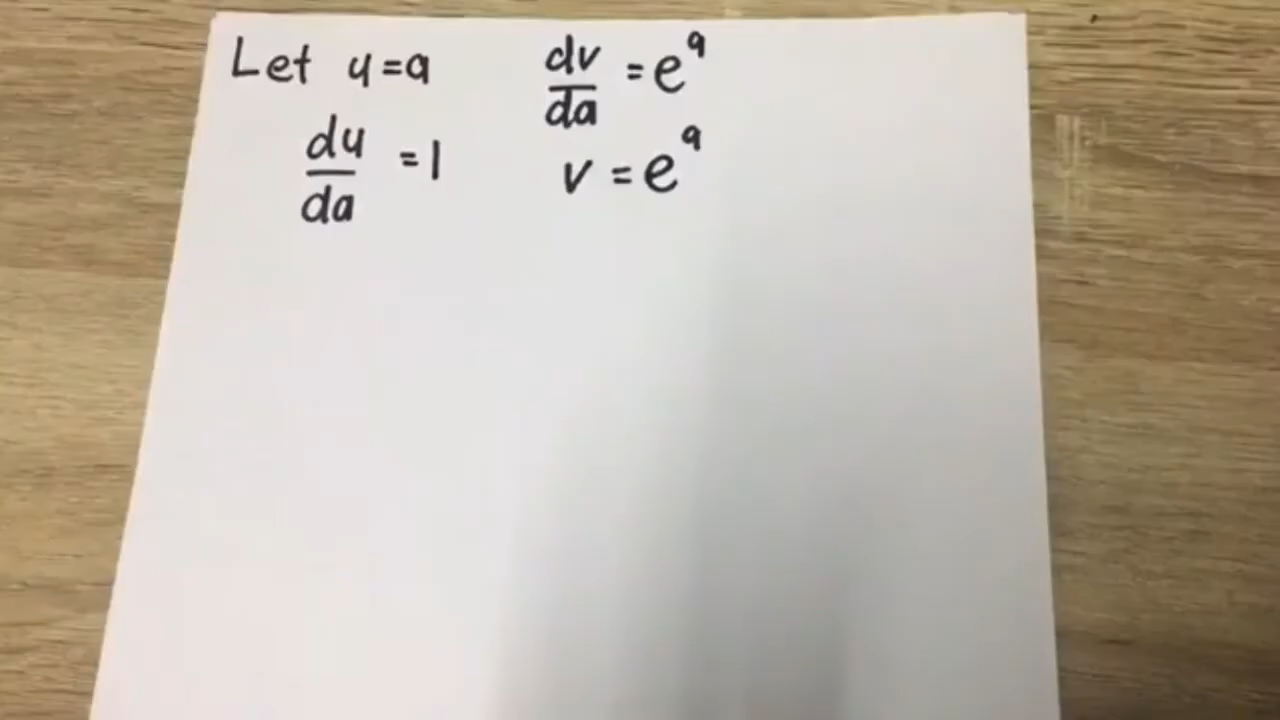 Let u=a dv/da = e^a
du/da = 1 v = e^a